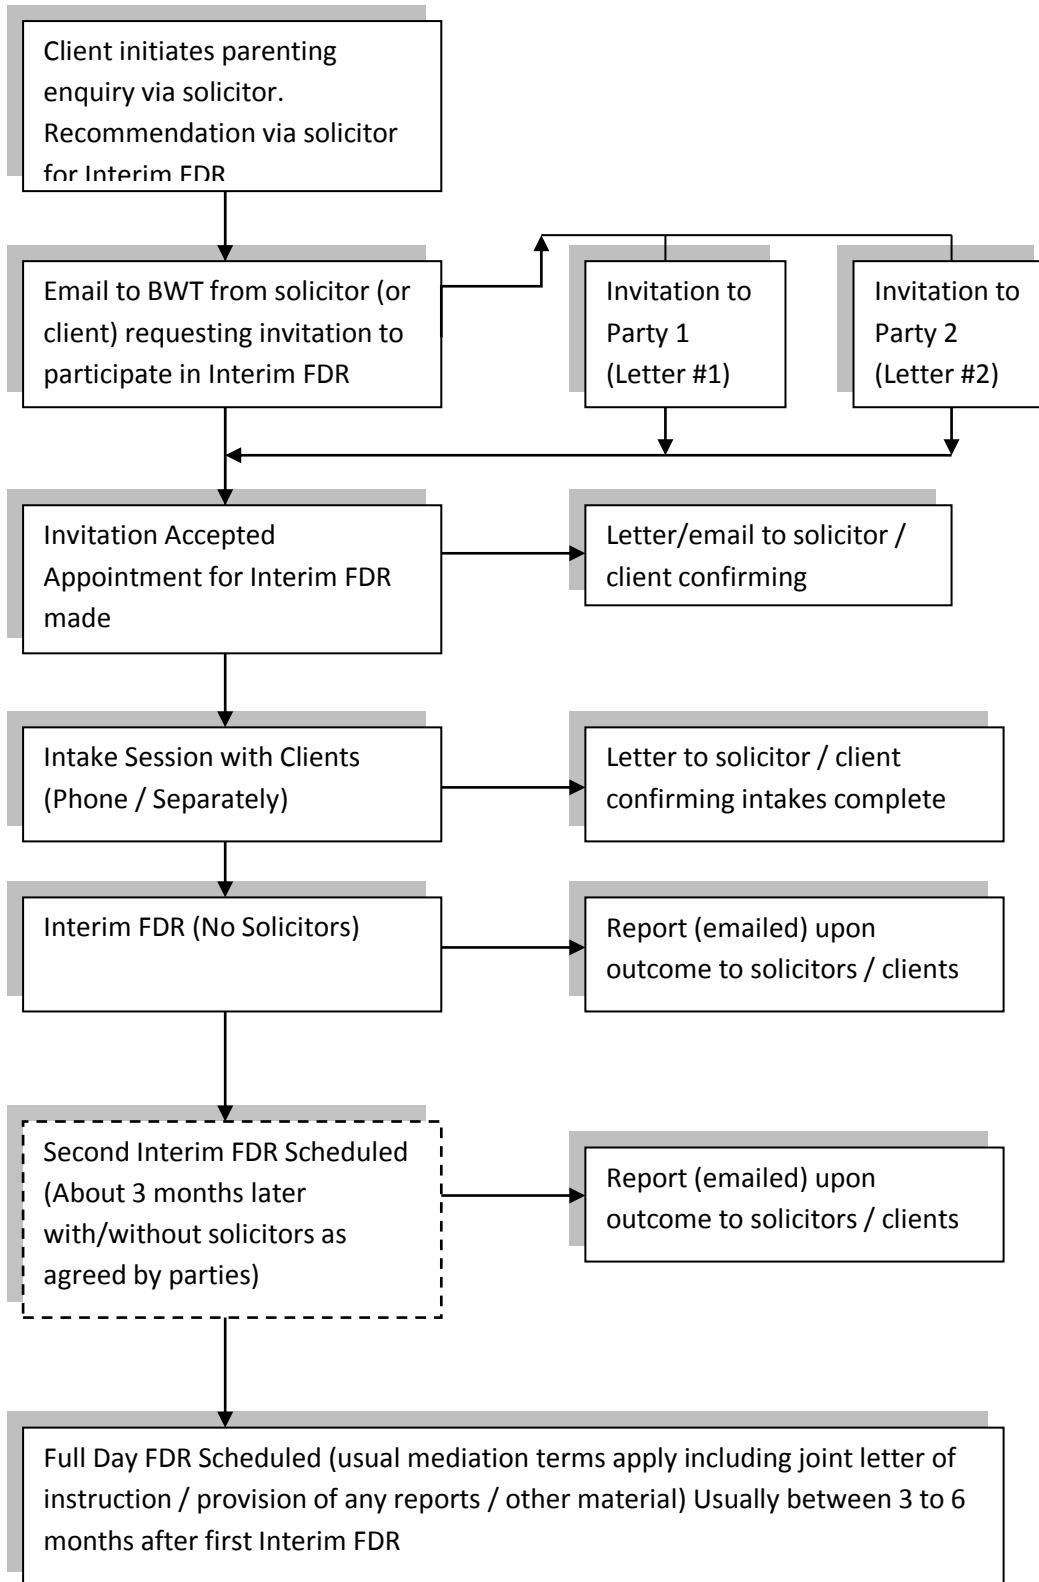 Client initiates parenting
enquiry via solicitor.
Recommendation via solicitor
for Interim FDR
Email to BWT from solicitor (or
client) requesting invitation to
participate in Interim FDR
Invitation to
Party 1
(Letter #1)
Invitation to
Party 2
(Letter #2)
Invitation Accepted
Appointment for Interim FDR
made
Letter/email to solicitor /
client confirming
Intake Session with Clients
(Phone / Separately)
Letter to solicitor / client
confirming intakes complete
Interim FDR (No Solicitors)
Report (emailed) upon
outcome to solicitors / clients
Second Interim FDR Scheduled
(About 3 months later
with/without solicitors as
agreed by parties)
Report (emailed) upon
outcome to solicitors / clients
Full Day FDR Scheduled (usual mediation terms apply including joint letter of
instruction / provision of any reports / other material) Usually between 3 to 6
months after first Interim FDR